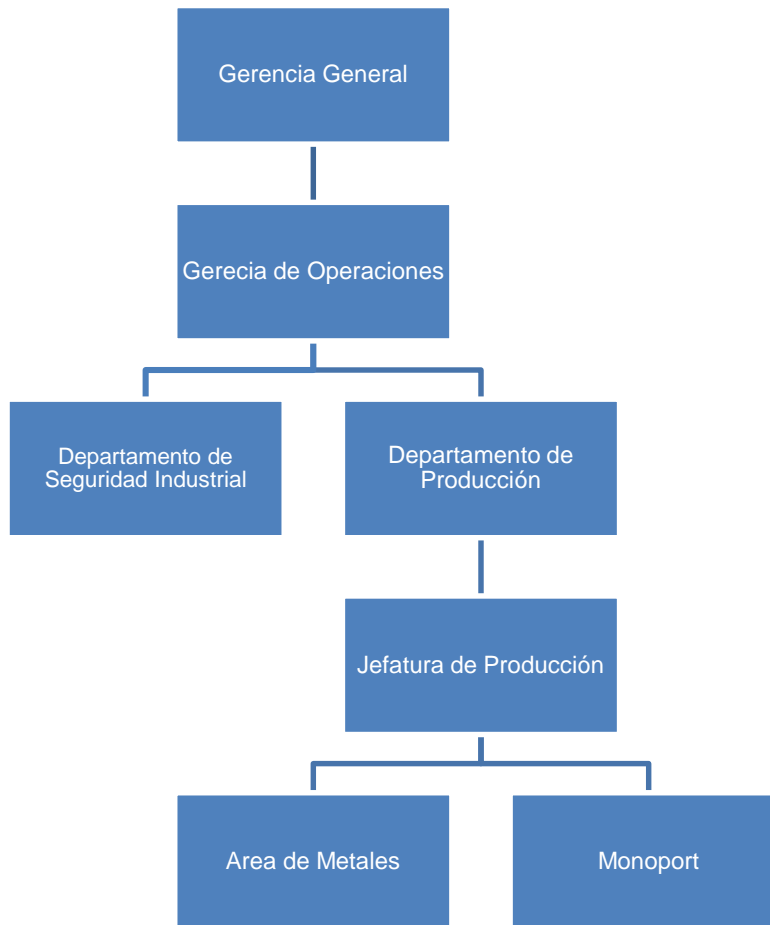 Gerencia General
Gerecia de Operaciones
Departamento de
Seguridad Industrial
Departamento de
Producción
Jefatura de Producción
Area de Metales
Monoport